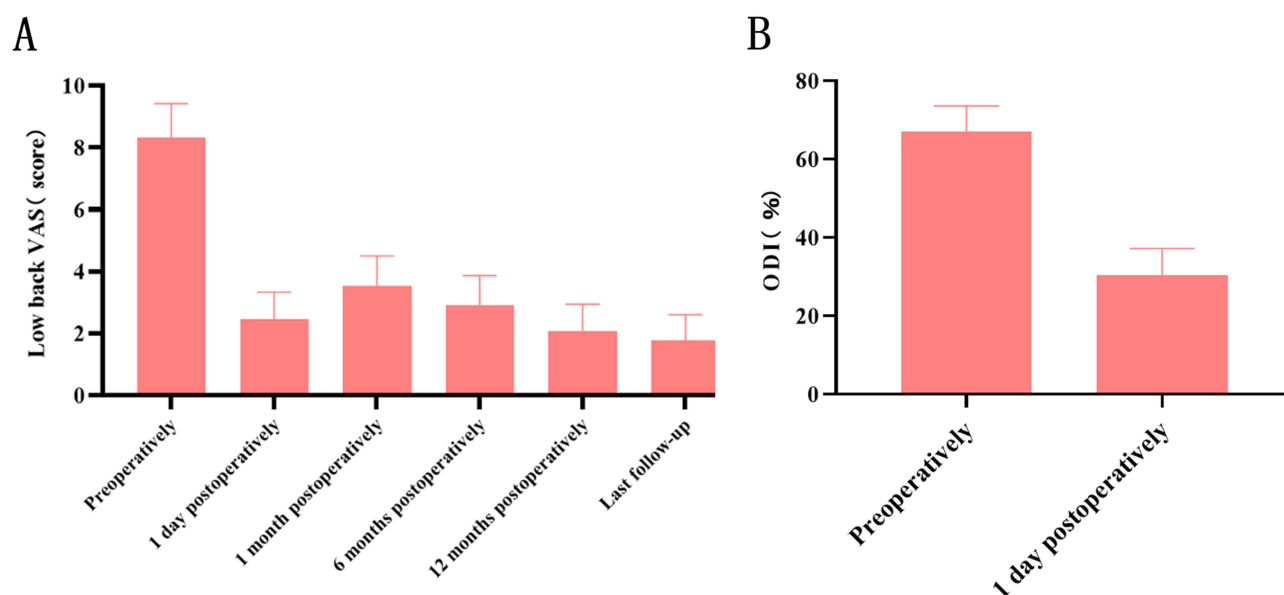 A
B
Low back VAS( score)
10
8
6
4
2
0
Preoperatively
1 day postoperatively
1 month postoperatively
6 months postoperatively
12 months postoperatively
Last follow-up
ODI( %)
80
60
40
20
0
Preoperatively
1 day postoperatively